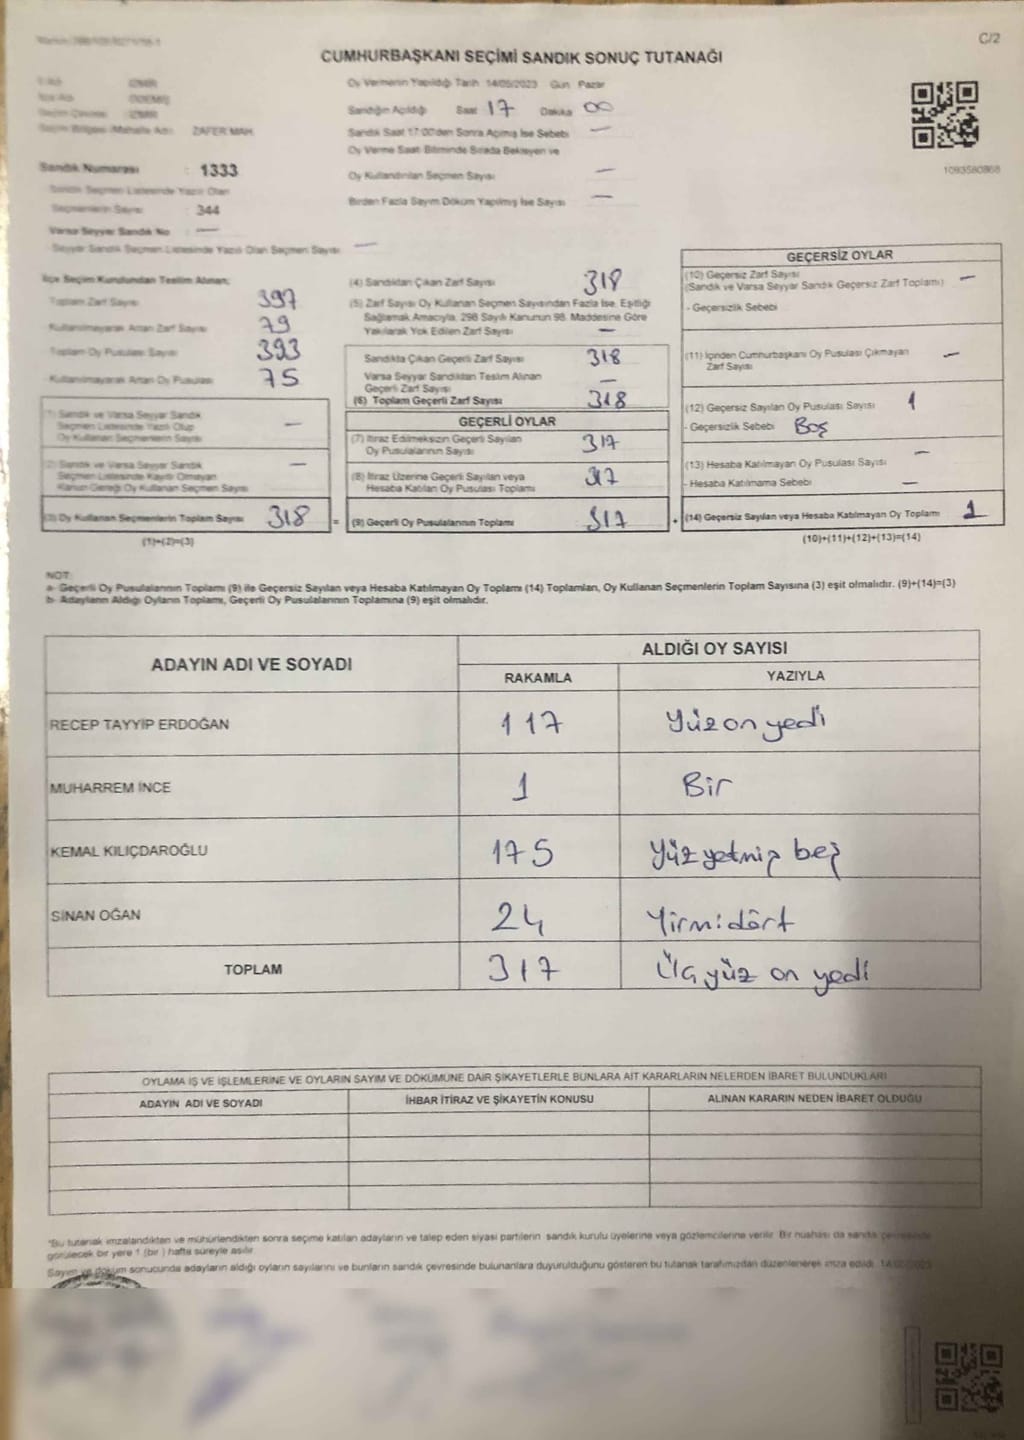 C/2
CUMHURBAŞKANI SEÇİMİ SANDIK SONUÇ TUTANAĞI
Oy Vermenin Yapıldığı Tarih 14/05/2023 Gün Pazar
Sandığın Açıldığı Saat 17 Dakika 00
Sandık Saat 17:00'den Sonra Açımış İse Sebebi —
Oy Verme Saat Bitiminde Sırada Bekleyen ve
Oy Kullandırılan Seçmen Sayısı —
Birden Fazla Sayım Döküm Yapılmış İse Sayısı —
1093580868
İZMİR
ÖDEMİŞ
İZMİR
Seçim Bölgesi (Mahalle Adı) ZAFER MAH.
Sandık Numarası : 1333
Sandık Seçmen Listesinde Yazılı Olan
Seçmenlerin Sayısı : 344
Varsa Seyyar Sandık No —
Seyyar Sandık Seçmen Listesinde Yazılı Olan Seçmen Sayısı —
İlçe Seçim Kurulundan Teslim Alınan;
Toplam Zarf Sayısı 397
Kullanılmayarak Artan Zarf Sayısı 79
Toplam Oy Pusulası Sayısı 393
Kullanılmayarak Artan Oy Pusulası 75
(1) Sandık ve Varsa Seyyar Sandık
Seçmen Listesinde Yazılı Olup
Oy Kullanan Seçmenlerin Sayısı —
(2) Sandık ve Varsa Seyyar Sandık
Seçmen Listesinde Kayıtlı Olmayan
Kanun Gereği Oy Kullanan Seçmen Sayısı —
(3) Oy Kullanan Seçmenlerin Toplam Sayısı 318 =
(1)+(2)=(3)
(4) Sandıktan Çıkan Zarf Sayısı 318
(5) Zarf Sayısı Oy Kullanan Seçmen Sayısından Fazla İse, Eşitliği
Sağlamak Amacıyla, 298 Sayılı Kanunun 98. Maddesine Göre
Yakılarak Yok Edilen Zarf Sayısı —
Sandıkta Çıkan Geçerli Zarf Sayısı 318
Varsa Seyyar Sandıktan Teslim Alınan
Geçerli Zarf Sayısı —
(6) Toplam Geçerli Zarf Sayısı 318
GEÇERLİ OYLAR
(7) İtiraz Edilmeksizin Geçerli Sayılan
Oy Pusulalarının Sayısı 317
(8) İtiraz Üzerine Geçerli Sayılan veya
Hesaba Katılan Oy Pusulası Toplamı 317
(9) Geçerli Oy Pusulalarının Toplamı 317 +
GEÇERSİZ OYLAR
(10) Geçersiz Zarf Sayısı
(Sandık ve Varsa Seyyar Sandık Geçersiz Zarf Toplamı) —
- Geçersizlik Sebebi
(11) İçinden Cumhurbaşkanı Oy Pusulası Çıkmayan
Zarf Sayısı —
(12) Geçersiz Sayılan Oy Pusulası Sayısı 1
- Geçersizlik Sebebi Boş
(13) Hesaba Katılmayan Oy Pusulası Sayısı —
- Hesaba Katılmama Sebebi —
(14) Geçersiz Sayılan veya Hesaba Katılmayan Oy Toplamı 1
(10)+(11)+(12)+(13)=(14)
NOT:
a- Geçerli Oy Pusulalarının Toplamı (9) ile Geçersiz Sayılan veya Hesaba Katılmayan Oy Toplamı (14) Toplamları, Oy Kullanan Seçmenlerin Toplam Sayısına (3) eşit olmalıdır. (9)+(14)=(3)
b- Adayların Aldığı Oyların Toplamı, Geçerli Oy Pusulalarının Toplamına (9) eşit olmalıdır.
ADAYIN ADI VE SOYADI ALDIĞI OY SAYISI
RAKAMLA YAZIYLA
RECEP TAYYİP ERDOĞAN 117 Yüz on yedi
MUHARREM İNCE 1 Bir
KEMAL KILIÇDAROĞLU 175 Yüz yetmiş beş
SİNAN OĞAN 24 Yirmi dört
TOPLAM 317 Üç yüz on yedi
OYLAMA İŞ VE İŞLEMLERİNE VE OYLARIN SAYIM VE DÖKÜMÜNE DAİR ŞİKAYETLERLE BUNLARA AİT KARARLARIN NELERDEN İBARET BULUNDUKLARI
ADAYIN ADI VE SOYADI İHBAR İTİRAZ VE ŞİKAYETİN KONUSU ALINAN KARARIN NEDEN İBARET OLDUĞU
*Bu tutanak imzalandıktan ve mühürlendikten sonra seçime katılan adayların ve talep eden siyasi partilerin sandık kurulu üyelerine veya gözlemcilerine verilir. Bir nüshası da sandık çevresinde
görülecek bir yere 1 (bir) hafta süreyle asılır.
Sayım ve döküm sonucunda adayların aldığı oyların sayılarını ve bunların sandık çevresinde bulunanlara duyurulduğunu gösteren bu tutanak tarafımızdan düzenlenerek imza edildi. 14/05/2023